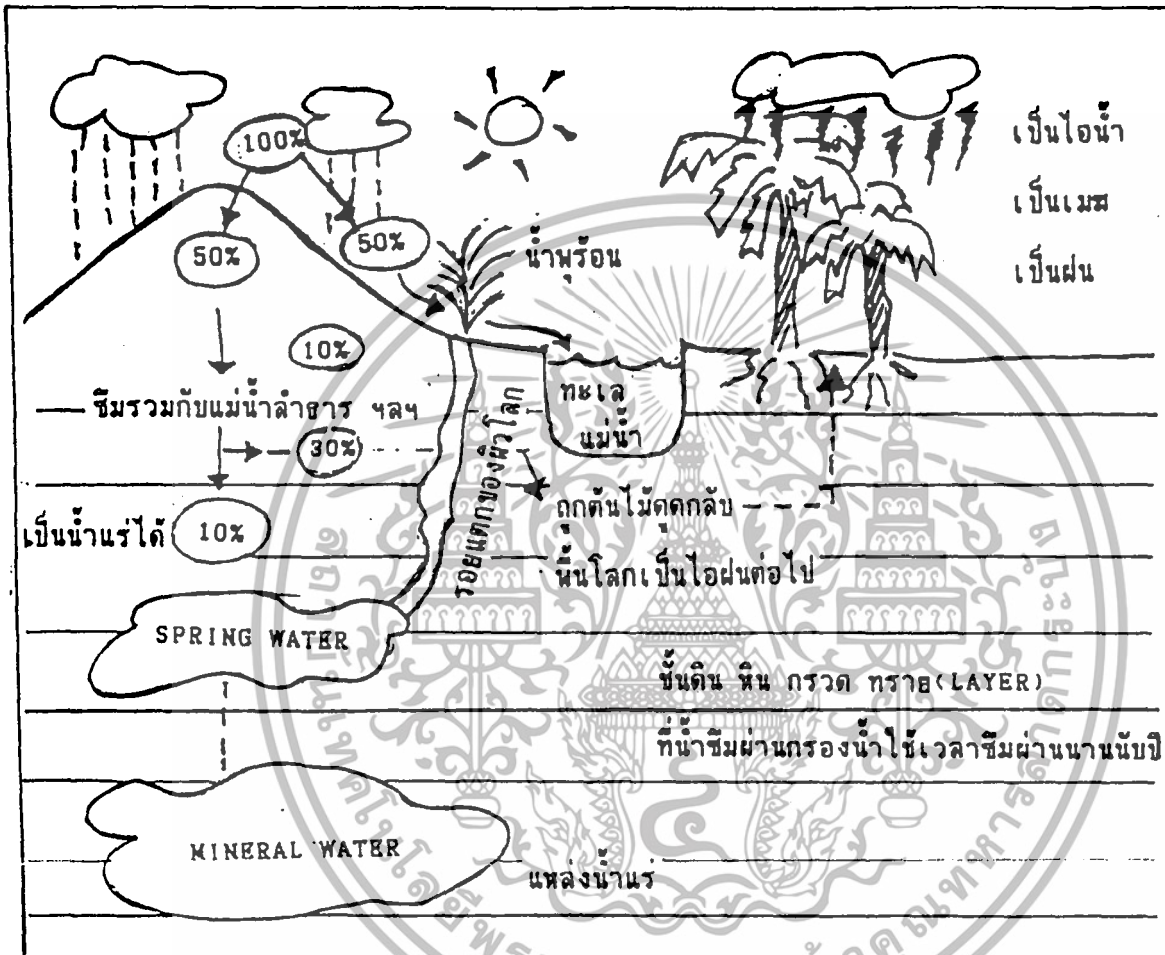 100%
เป็นไอน้ำ
เป็นเมฆ
50%
50%
น้ำพุร้อน
เป็นฝน
10%
ทะเล
แม่น้ำ
ซึมรวมกับแม่น้ำลำธาร ฯลฯ
30%
รอยแตกของผิวโลก
ถูกต้นไม้ดูดกลับ
เป็นน้ำแร่ได้
10%
พื้นโลกเป็นไอฝนต่อไป
SPRING WATER
ชั้นดิน หิน กรวด ทราย(LAYER)
ที่น้ำซึมผ่านกรองน้ำใช้เวลาซึมผ่านนานนับปี
MINERAL WATER
แหล่งน้ำแร่